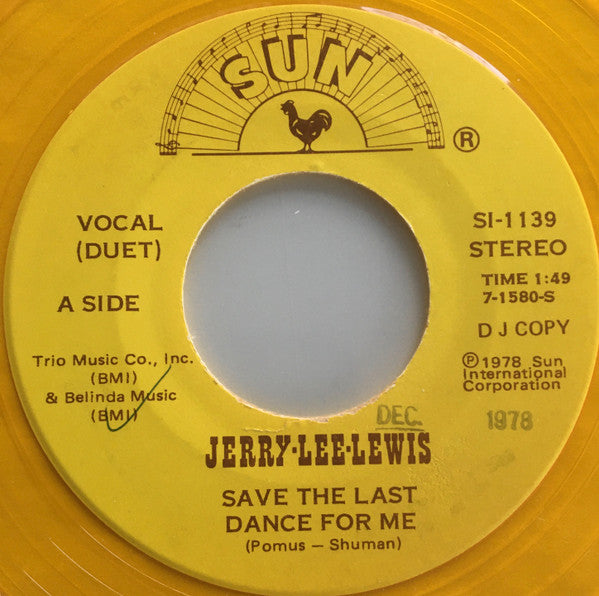 SUN
®
VOCAL
(DUET)
A SIDE
SI-1139
STEREO
TIME 1:49
7-1580-S
D J COPY
Trio Music Co., Inc.
(BMI)
& Belinda Music
(BMI)
℗1978 Sun
International
Corporation
DEC. 1978
JERRY-LEE-LEWIS
SAVE THE LAST
DANCE FOR ME
(Pomus — Shuman)